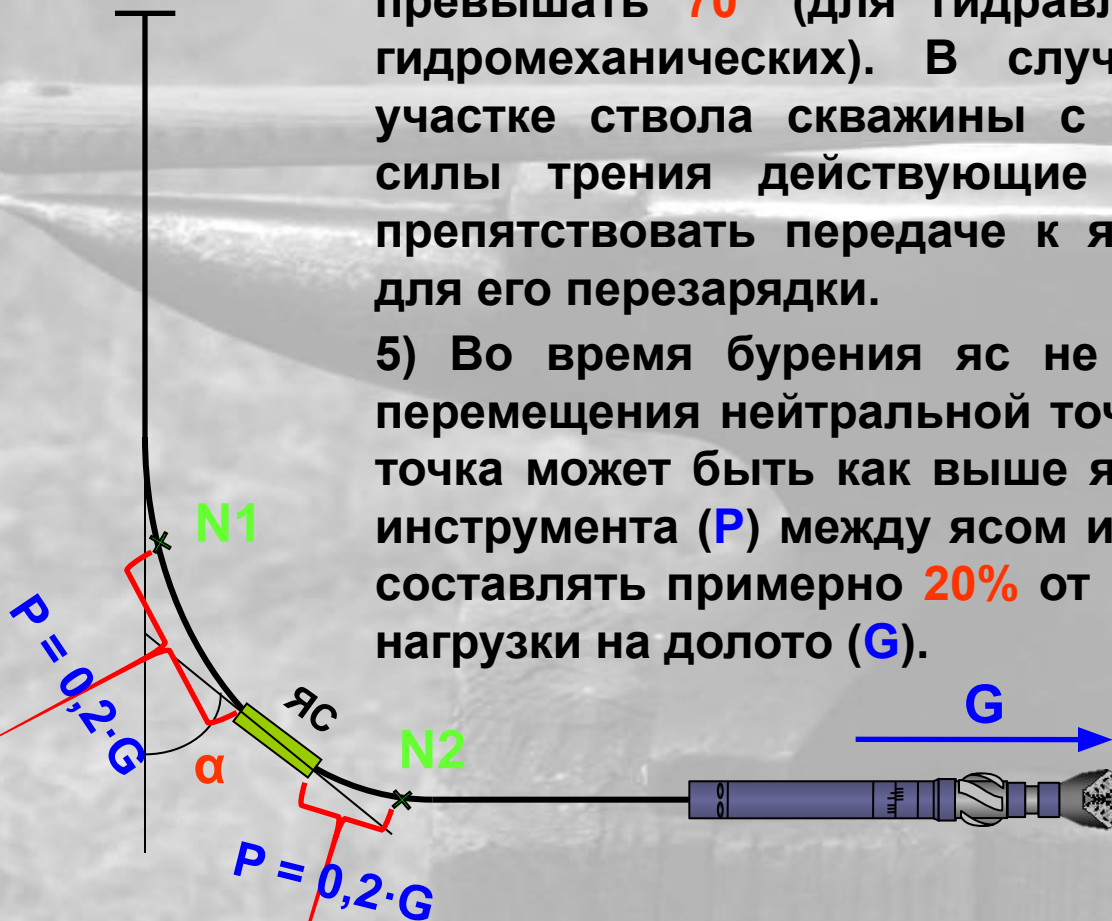 превышать 70 (для гидравл
гидромеханических). В случ
участке ствола скважины с
силы трения действующие
препятствовать передаче к я
для его перезарядки.
5) Во время бурения яс не
перемещения нейтральной точ
точка может быть как выше я
инструмента (P) между ясом и
составлять примерно 20% от
нагрузки на долото (G).
N1
P = 0,2·G
ЯС
α
N2
G
P = 0,2·G